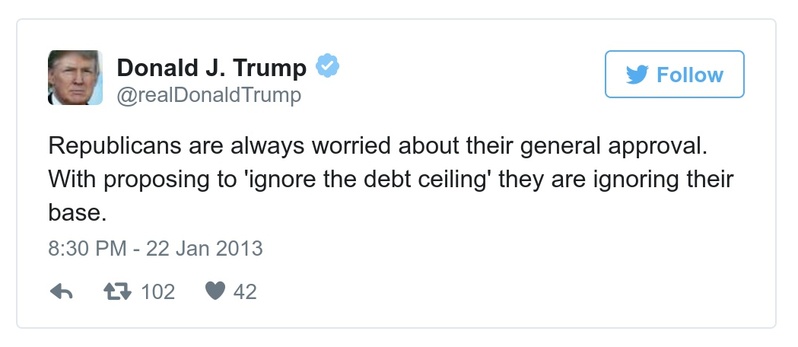 Donald J. Trump
@realDonaldTrump
Follow
Republicans are always worried about their general approval.
With proposing to 'ignore the debt ceiling' they are ignoring their
base.
8:30 PM - 22 Jan 2013
102 42